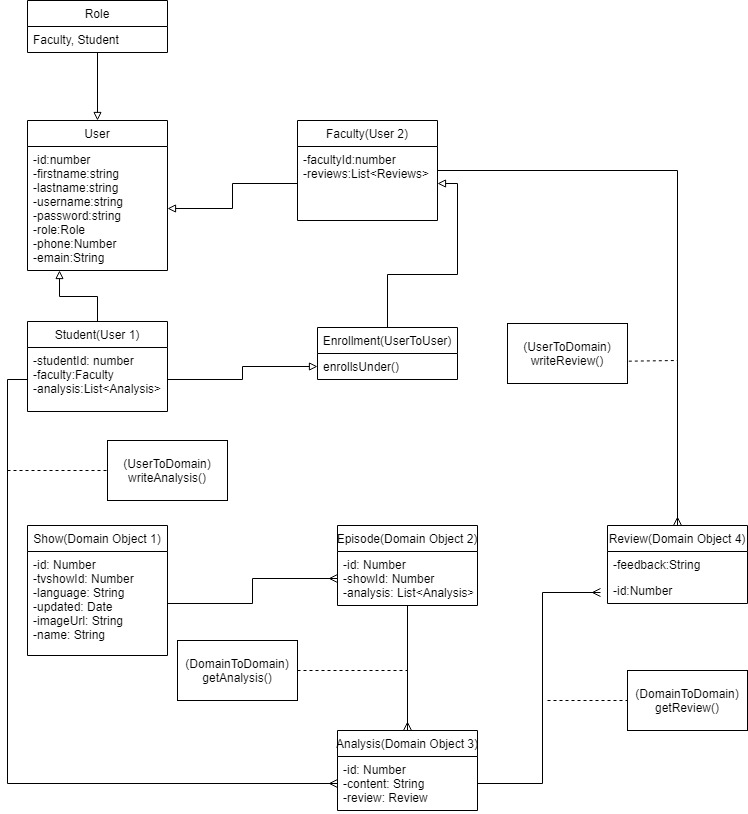 Role
Faculty, Student
User
-id:number
-firstname:string
-lastname:string
-username:string
-password:string
-role:Role
-phone:Number
-emain:String
Faculty(User 2)
-facultyId:number
-reviews:List<Reviews>
Student(User 1)
-studentId: number
-faculty:Faculty
-analysis:List<Analysis>
Enrollment(UserToUser)
enrollsUnder()
(UserToDomain)
writeReview()
(UserToDomain)
writeAnalysis()
Show(Domain Object 1)
-id: Number
-tvshowId: Number
-language: String
-updated: Date
-imageUrl: String
-name: String
Episode(Domain Object 2)
-id: Number
-showId: Number
-analysis: List<Analysis>
Review(Domain Object 4)
-feedback:String
-id:Number
(DomainToDomain)
getAnalysis()
(DomainToDomain)
getReview()
Analysis(Domain Object 3)
-id: Number
-content: String
-review: Review